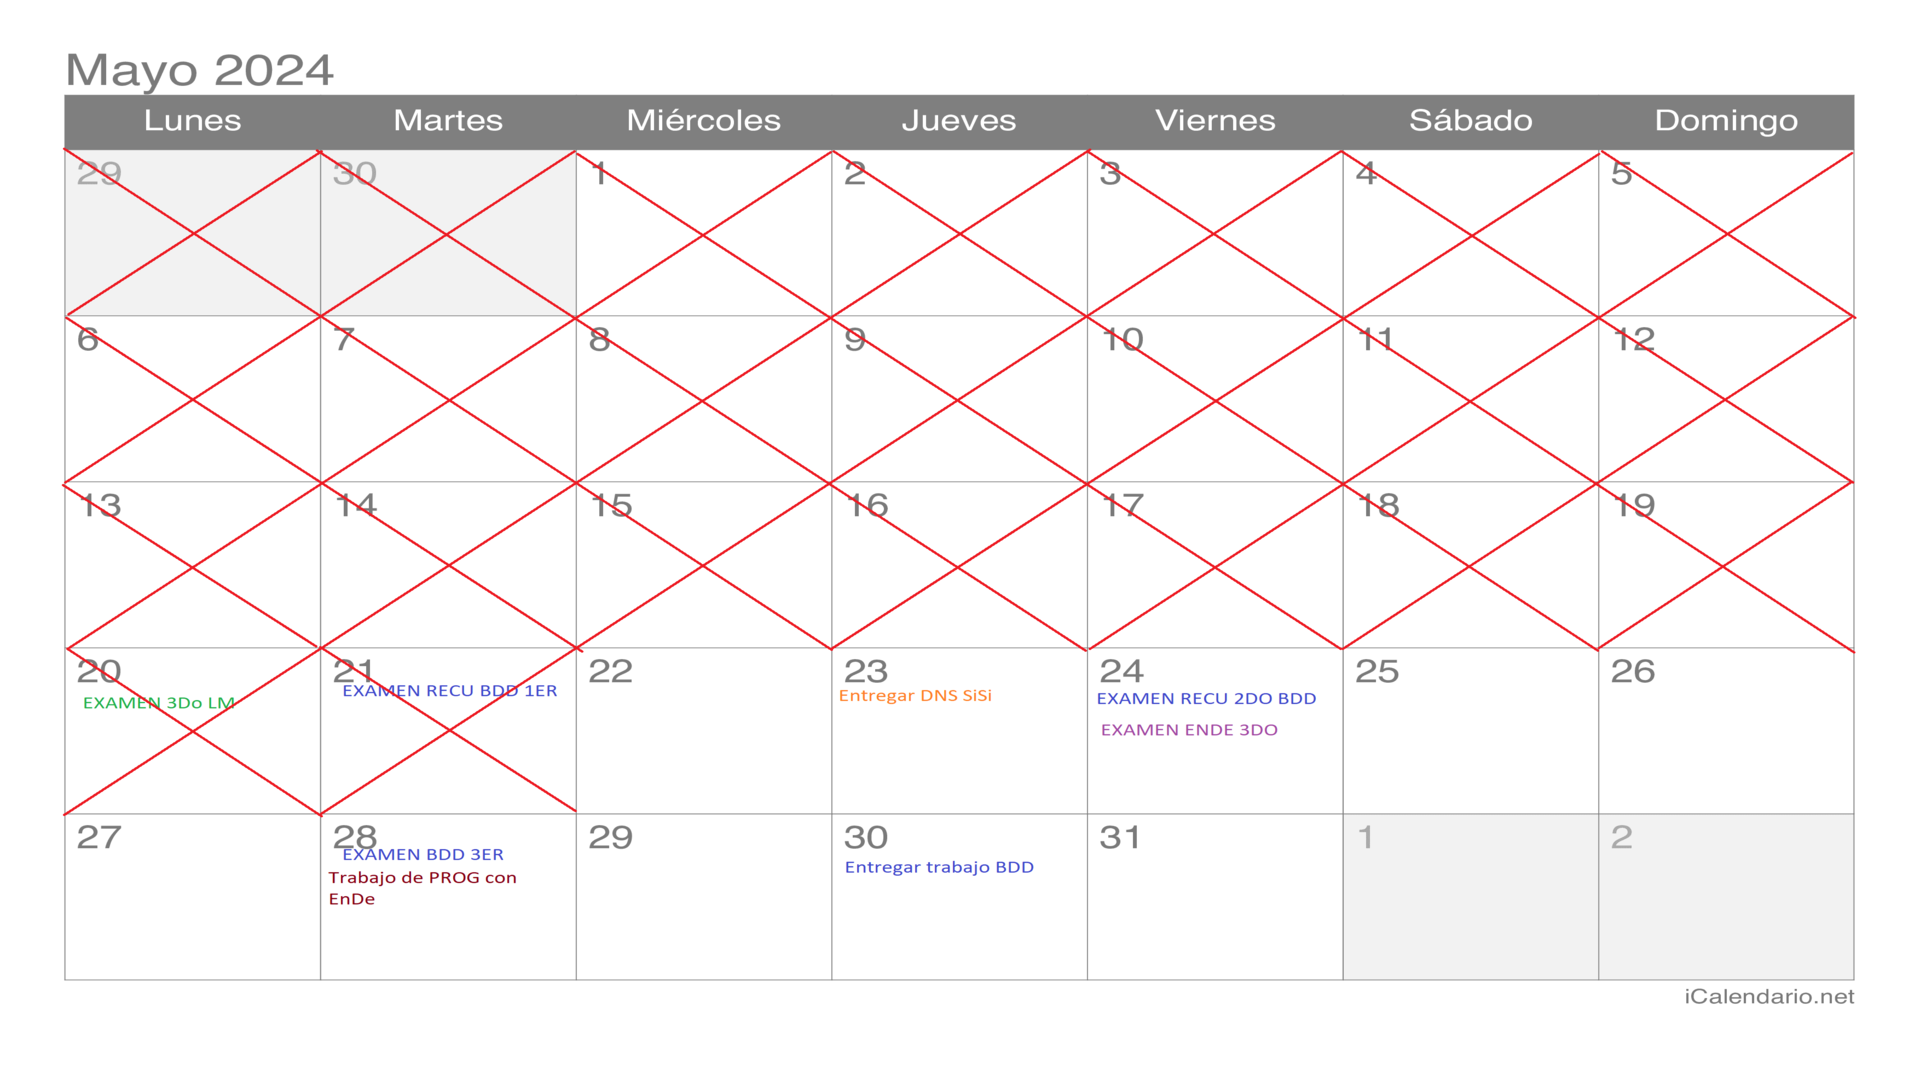 Mayo 2024
Lunes Martes Miércoles Jueves Viernes Sábado Domingo
29 30 1 2 3 4 5
6 7 8 9 10 11 12
13 14 15 16 17 18 19
20 21 22 23 24 25 26
EXAMEN 3Do LM
EXAMEN RECU BDD 1ER
Entregar DNS SiSi
EXAMEN RECU 2DO BDD
EXAMEN ENDE 3DO
27 28 29 30 31 1 2
EXAMEN BDD 3ER
Trabajo de PROG con
EnDe
Entregar trabajo BDD
iCalendario.net